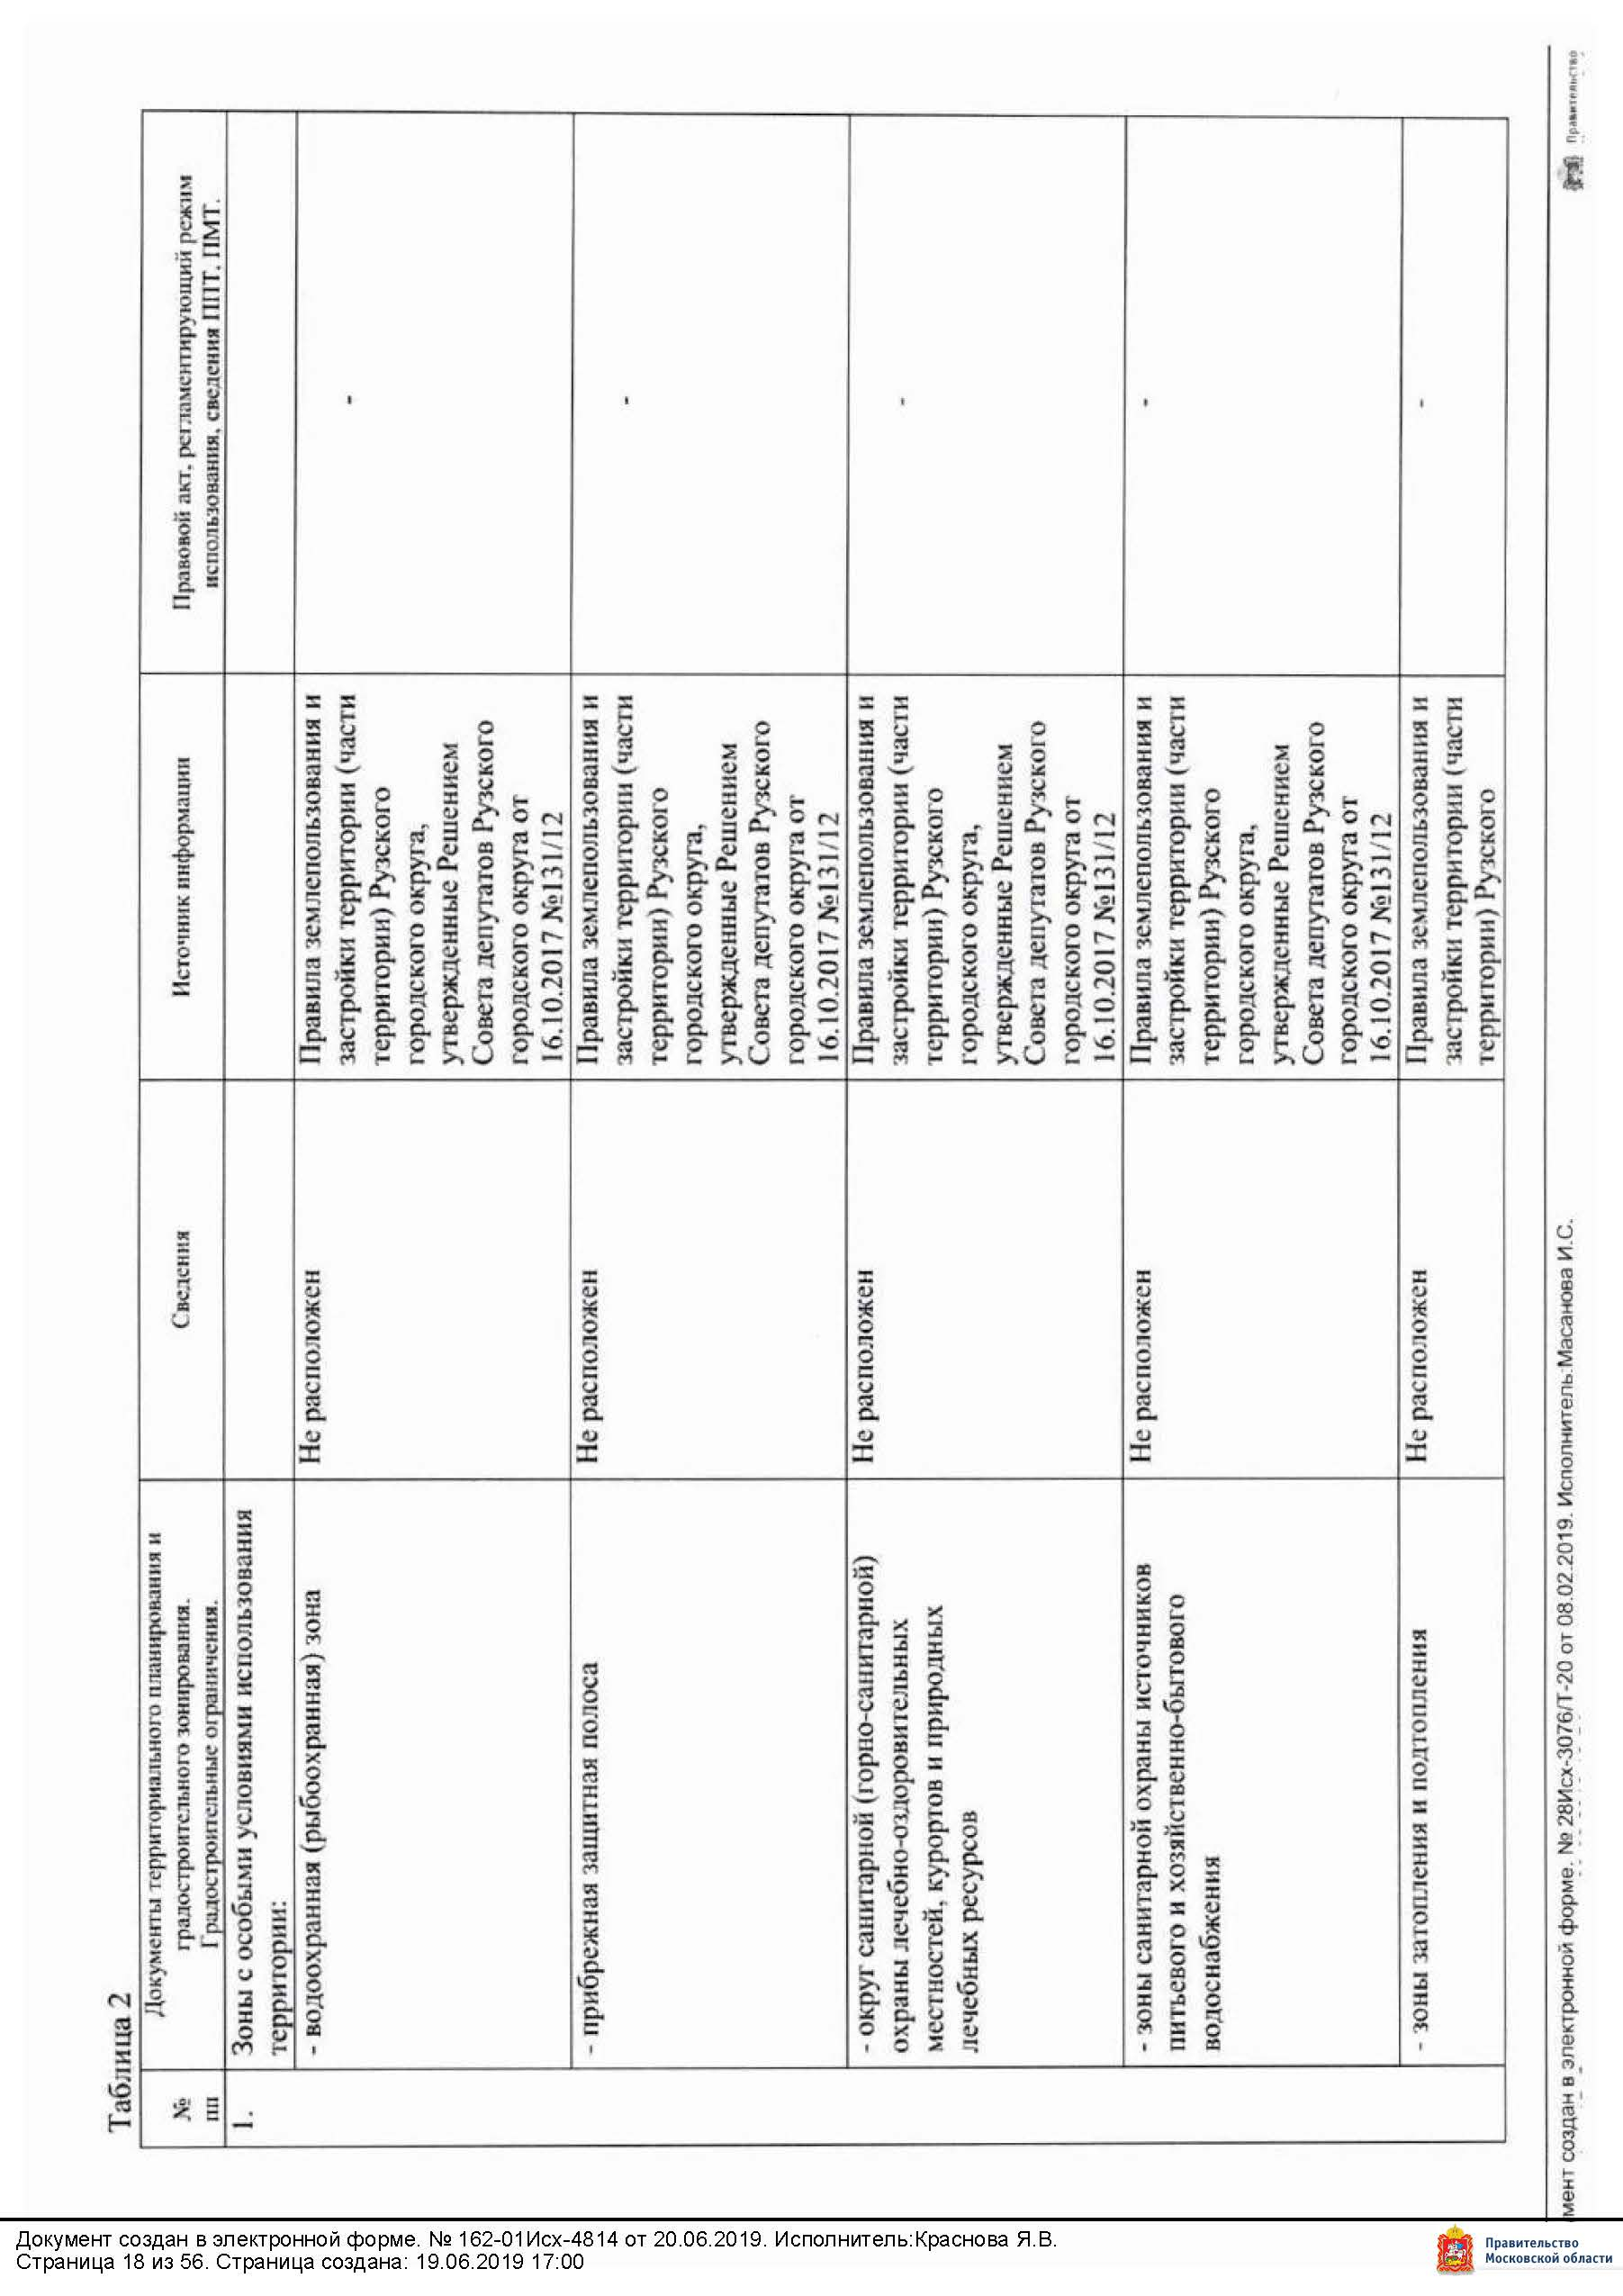 Таблица 2
№
пп
Документы территориального планирования и
градостроительного зонирования.
Градостроительные ограничения.
Сведения
Источник информации
Правовой акт, регламентирующий режим
использования, сведения ППТ, ПМТ.
1.
Зоны с особыми условиями использования
территории:
- водоохранная (рыбоохранная) зона
Не расположен
Правила землепользования и
застройки территории (части
территории) Рузского
городского округа,
утвержденные Решением
Совета депутатов Рузского
городского округа от
16.10.2017 №131/12
-
- прибрежная защитная полоса
Не расположен
Правила землепользования и
застройки территории (части
территории) Рузского
городского округа,
утвержденные Решением
Совета депутатов Рузского
городского округа от
16.10.2017 №131/12
-
- округ санитарной (горно-санитарной)
охраны лечебно-оздоровительных
местностей, курортов и природных
лечебных ресурсов
Не расположен
Правила землепользования и
застройки территории (части
территории) Рузского
городского округа,
утвержденные Решением
Совета депутатов Рузского
городского округа от
16.10.2017 №131/12
-
- зоны санитарной охраны источников
питьевого и хозяйственно-бытового
водоснабжения
Не расположен
Правила землепользования и
застройки территории (части
территории) Рузского
городского округа,
утвержденные Решением
Совета депутатов Рузского
городского округа от
16.10.2017 №131/12
-
- зоны затопления и подтопления
Не расположен
Правила землепользования и
застройки территории (части
территории) Рузского
-
мент создан в электронной форме. № 28Исх-3076/Т-20 от 08.02.2019. Исполнитель:Масанова И.С.
Правительство
Документ создан в электронной форме. № 162-01Исх-4814 от 20.06.2019. Исполнитель:Краснова Я.В.
Страница 18 из 56. Страница создана: 19.06.2019 17:00
Правительство
Московской области